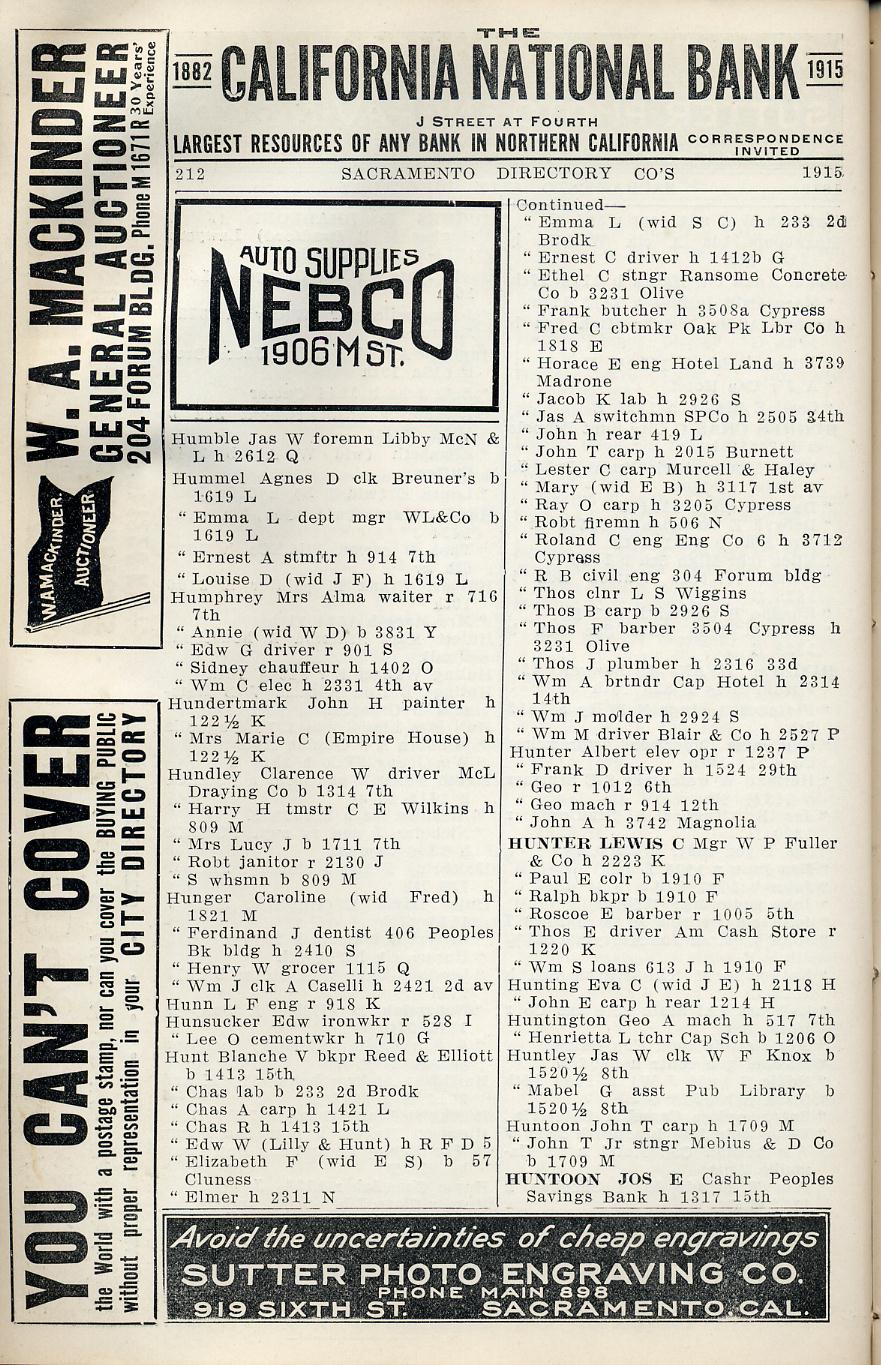 THE
1882 CALIFORNIA NATIONAL BANK 1915
J STREET AT FOURTH
LARGEST RESOURCES OF ANY BANK IN NORTHERN CALIFORNIA CORRESPONDENCE INVITED
212 SACRAMENTO DIRECTORY CO'S 1915
W. A. MACKINDER
GENERAL AUCTIONEER
204 FORUM BLDG. Phone M 1671 R 30 Years' Experience
W.A.MACKINDER.
AUCTIONEER
YOU CAN'T COVER
the World with a postage stamp, nor can you cover the BUYING PUBLIC
without proper representation in your CITY DIRECTORY
AUTO SUPPLIES
NEBCO
1906 M ST.
Humble Jas W foremn Libby McN &
L h 2612 Q
Hummel Agnes D clk Breuner's b
1619 L
“ Emma L dept mgr WL&Co b
1619 L
“ Ernest A stmftr h 914 7th
“ Louise D (wid J F) h 1619 L
Humphrey Mrs Alma waiter r 716
7th
“ Annie (wid W D) b 3831 Y
“ Edw G driver r 901 S
“ Sidney chauffeur h 1402 O
“ Wm C elec h 2331 4th av
Hundertmark John H painter h
122½ K
“ Mrs Marie C (Empire House) h
122½ K
Hundley Clarence W driver McL
Draying Co b 1314 7th
“ Harry H tmstr C E Wilkins h
809 M
“ Mrs Lucy J b 1711 7th
“ Robt janitor r 2130 J
“ S whsmn b 809 M
Hunger Caroline (wid Fred) h
1821 M
“ Ferdinand J dentist 406 Peoples
Bk bldg h 2410 S
“ Henry W grocer 1115 Q
“ Wm J clk A Caselli h 2421 2d av
Hunn L F eng r 918 K
Hunsucker Edw ironwkr r 528 I
“ Lee O cementwkr h 710 G
Hunt Blanche V bkpr Reed & Elliott
b 1413 15th
“ Chas lab b 233 2d Brodk
“ Chas A carp h 1421 L
“ Chas R h 1413 15th
“ Edw W (Lilly & Hunt) h R F D 5
“ Elizabeth F (wid E S) b 57
Cluness
“ Elmer h 2311 N
Continued—
“ Emma L (wid S C) h 233 2d
Brodk
“ Ernest C driver h 1412b G
“ Ethel C stngr Ransome Concrete
Co b 3231 Olive
“ Frank butcher h 3508a Cypress
“ Fred C cbtmkr Oak Pk Lbr Co h
1818 E
“ Horace E eng Hotel Land h 3739
Madrone
“ Jacob K lab h 2926 S
“ Jas A switchmn SPCo h 2505 34th
“ John h rear 419 L
“ John T carp h 2015 Burnett
“ Lester C carp Murcell & Haley
“ Mary (wid E B) h 3117 1st av
“ Ray O carp h 3205 Cypress
“ Robt firemn h 506 N
“ Roland C eng Eng Co 6 h 3712
Cypress
“ R B civil eng 304 Forum bldg
“ Thos clnr L S Wiggins
“ Thos B carp b 2926 S
“ Thos F barber 3504 Cypress h
3231 Olive
“ Thos J plumber h 2316 33d
“ Wm A brtndr Cap Hotel h 2314
14th
“ Wm J molder h 2924 S
“ Wm M driver Blair & Co h 2527 P
Hunter Albert elev opr r 1237 P
“ Frank D driver h 1524 29th
“ Geo r 1012 6th
“ Geo mach r 914 12th
“ John A h 3742 Magnolia
HUNTER LEWIS C Mgr W P Fuller
& Co h 2223 K
“ Paul E colr b 1910 F
“ Ralph bkpr b 1910 F
“ Roscoe E barber r 1005 5th
“ Thos E driver Am Cash Store r
1220 K
“ Wm S loans 613 J h 1910 F
Hunting Eva C (wid J E) h 2118 H
“ John E carp h rear 1214 H
Huntington Geo A mach h 517 7th
“ Henrietta L tchr Cap Sch b 1206 O
Huntley Jas W clk W F Knox b
1520½ 8th
“ Mabel G asst Pub Library b
1520½ 8th
Huntoon John T carp h 1709 M
“ John T Jr stngr Mebius & D Co
b 1709 M
HUNTOON JOS E Cashr Peoples
Savings Bank h 1317 15th
Avoid the uncertainties of cheap engravings
SUTTER PHOTO ENGRAVING CO.
PHONE MAIN 898
919 SIXTH ST. SACRAMENTO, CAL.